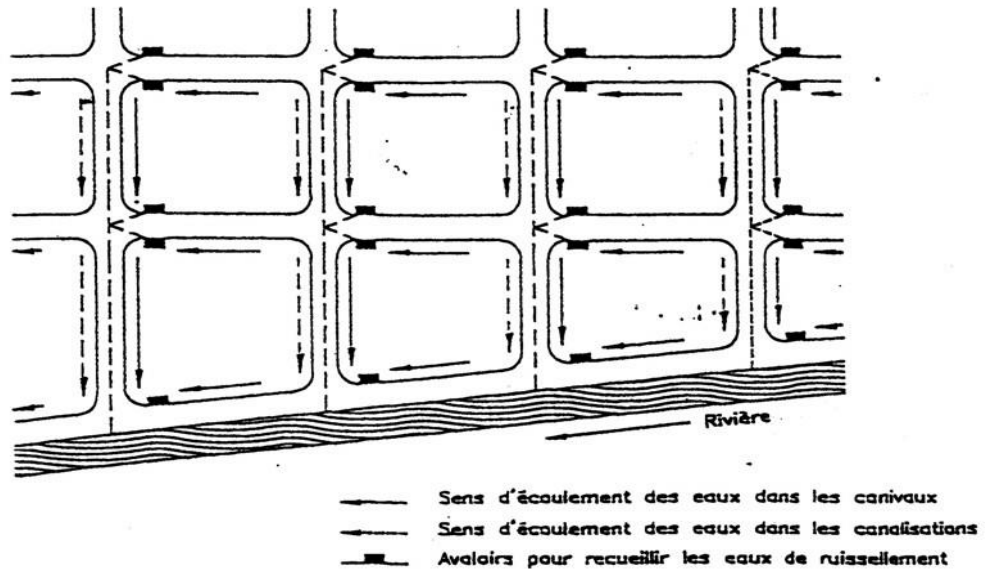 Rivière
Sens d'écoulement des eaux dans les canivaux
Sens d'écoulement des eaux dans les canalisations
Avaloirs pour recueillir les eaux de ruissellement